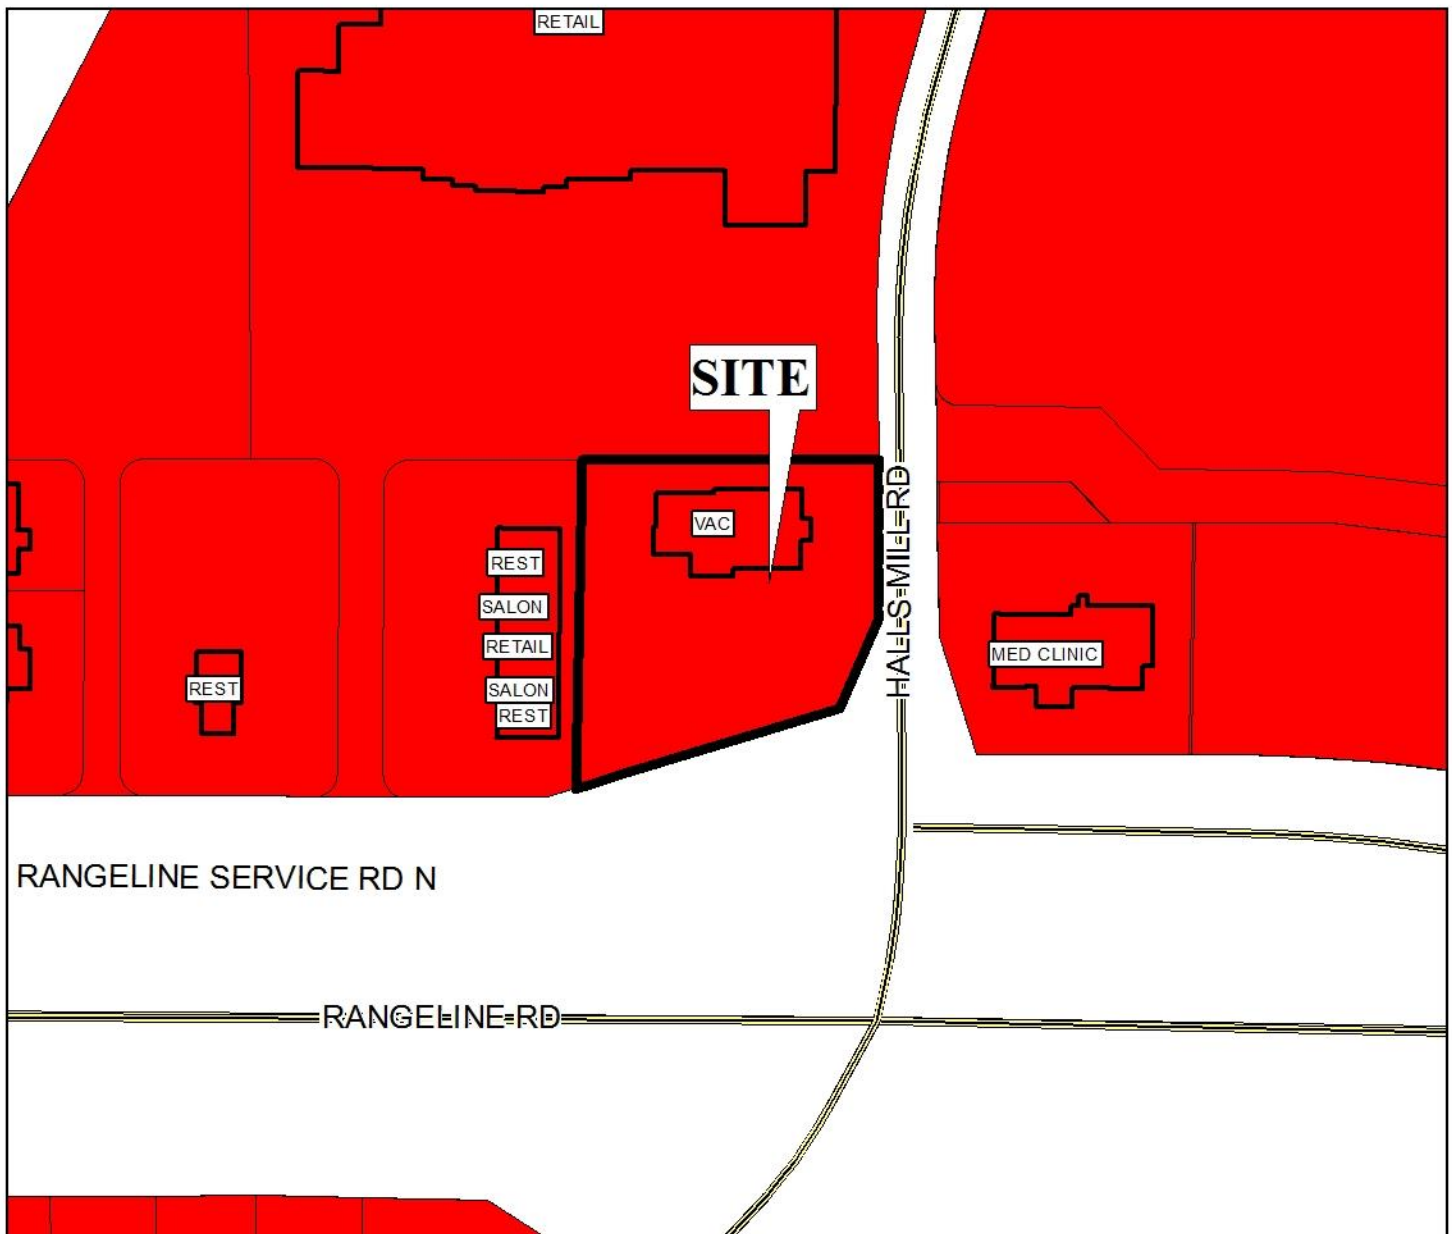 RETAIL
SITE
VAC
HALLS MILL RD
REST
SALON
RETAIL
SALON
REST
REST
MED CLINIC
RANGELINE SERVICE RD N
RANGELINE RD